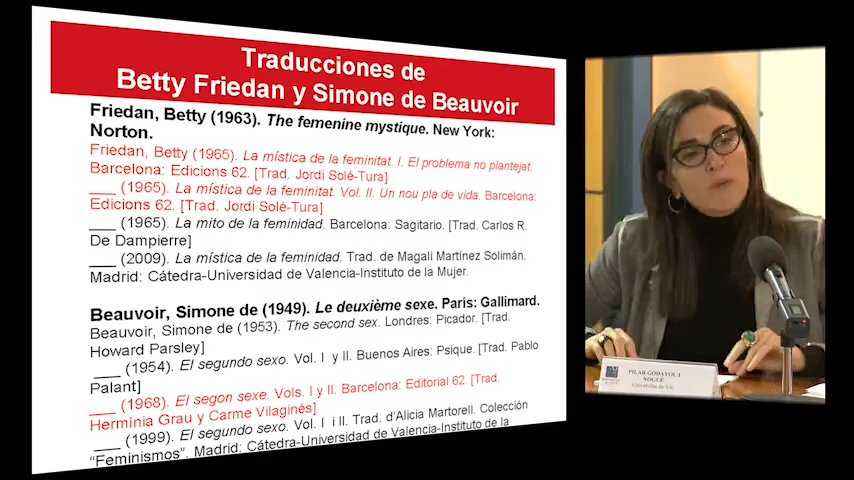 Traducciones de
Betty Friedan y Simone de Beauvoir
Friedan, Betty (1963). The femenine mystique. New York:
Norton.
Friedan, Betty (1965). La mística de la feminitat. I. El problema no plantejat.
Barcelona: Edicions 62. [Trad. Jordi Solé-Tura]
___ (1965). La mística de la feminitat. Vol. II. Un nou pla de vida. Barcelona:
Edicions 62. [Trad. Jordi Solé-Tura]
___ (1965). La mito de la feminidad. Barcelona: Sagitario. [Trad. Carlos R.
De Dampierre]
___ (2009). La mística de la feminidad. Trad. de Magali Martínez Solimán.
Madrid: Cátedra-Universidad de Valencia-Instituto de la Mujer.
Beauvoir, Simone de (1949). Le deuxième sexe. París: Gallimard.
Beauvoir, Simone de (1953). The second sex. Londres: Picador. [Trad.
Howard Parsley]
___ (1954). El segundo sexo. Vol. I y II. Buenos Aires: Psique. [Trad. Pablo
Palant]
___ (1968). El segon sexe. Vols. I y II. Barcelona: Editorial 62. [Trad.
Hermínia Grau y Carme Vilaginès]
___ (1999). El segundo sexo. Vol. I i II. Trad. d'Alicia Martorell. Colección
"Feminismos". Madrid: Cátedra-Universidad de Valencia-Instituto de la
PILAR GODAYOL I
NOGUÉ
Universitat de Vic